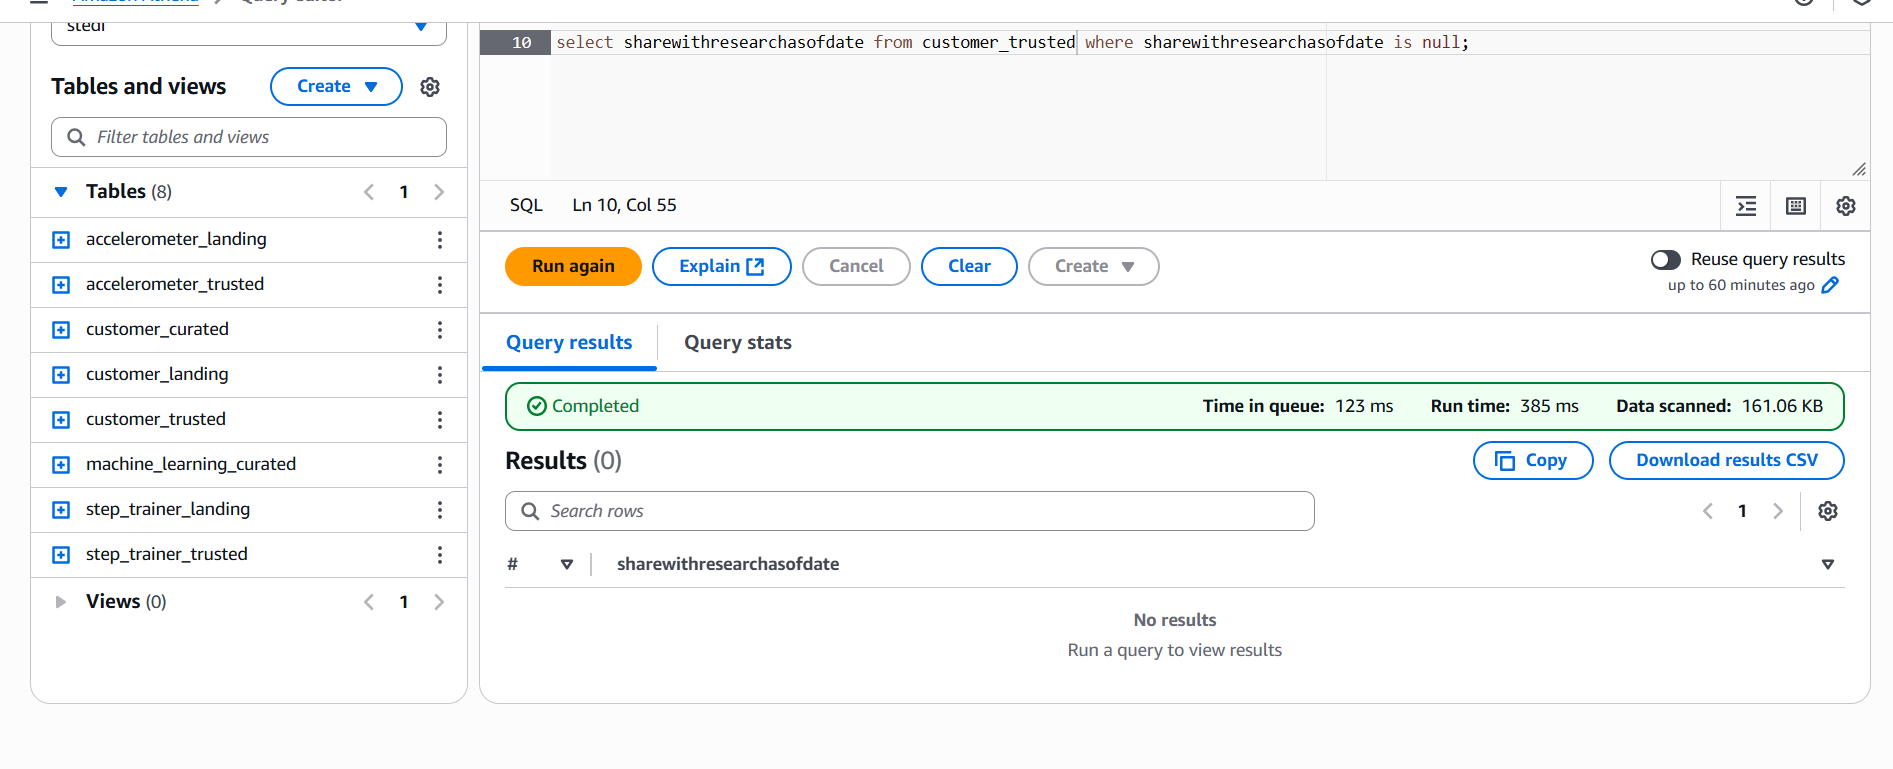 stedi
Tables and views
Create
Filter tables and views
Tables (8)
1
accelerometer_landing
accelerometer_trusted
customer_curated
customer_landing
customer_trusted
machine_learning_curated
step_trainer_landing
step_trainer_trusted
Views (0)
1
10 select sharewithresearchasofdate from customer_trusted where sharewithresearchasofdate is null;
SQL Ln 10, Col 55
Run again Explain Cancel Clear Create
Reuse query results
up to 60 minutes ago
Query results Query stats
Completed Time in queue: 123 ms Run time: 385 ms Data scanned: 161.06 KB
Results (0) Copy Download results CSV
Search rows 1
# sharewithresearchasofdate
No results
Run a query to view results